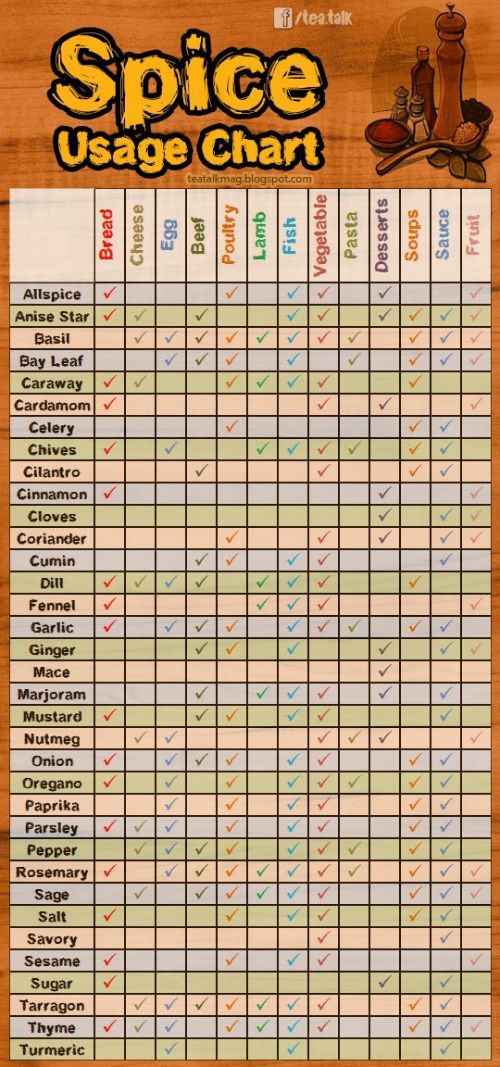 f/tea.talk
Spice
Usage Chart
teatalkmag.blogspot.com
Bread Cheese Egg Beef Poultry Lamb Fish Vegetable Pasta Desserts Soups Sauce Fruit
Allspice
Anise Star
Basil
Bay Leaf
Caraway
Cardamom
Celery
Chives
Cilantro
Cinnamon
Cloves
Coriander
Cumin
Dill
Fennel
Garlic
Ginger
Mace
Marjoram
Mustard
Nutmeg
Onion
Oregano
Paprika
Parsley
Pepper
Rosemary
Sage
Salt
Savory
Sesame
Sugar
Tarragon
Thyme
Turmeric